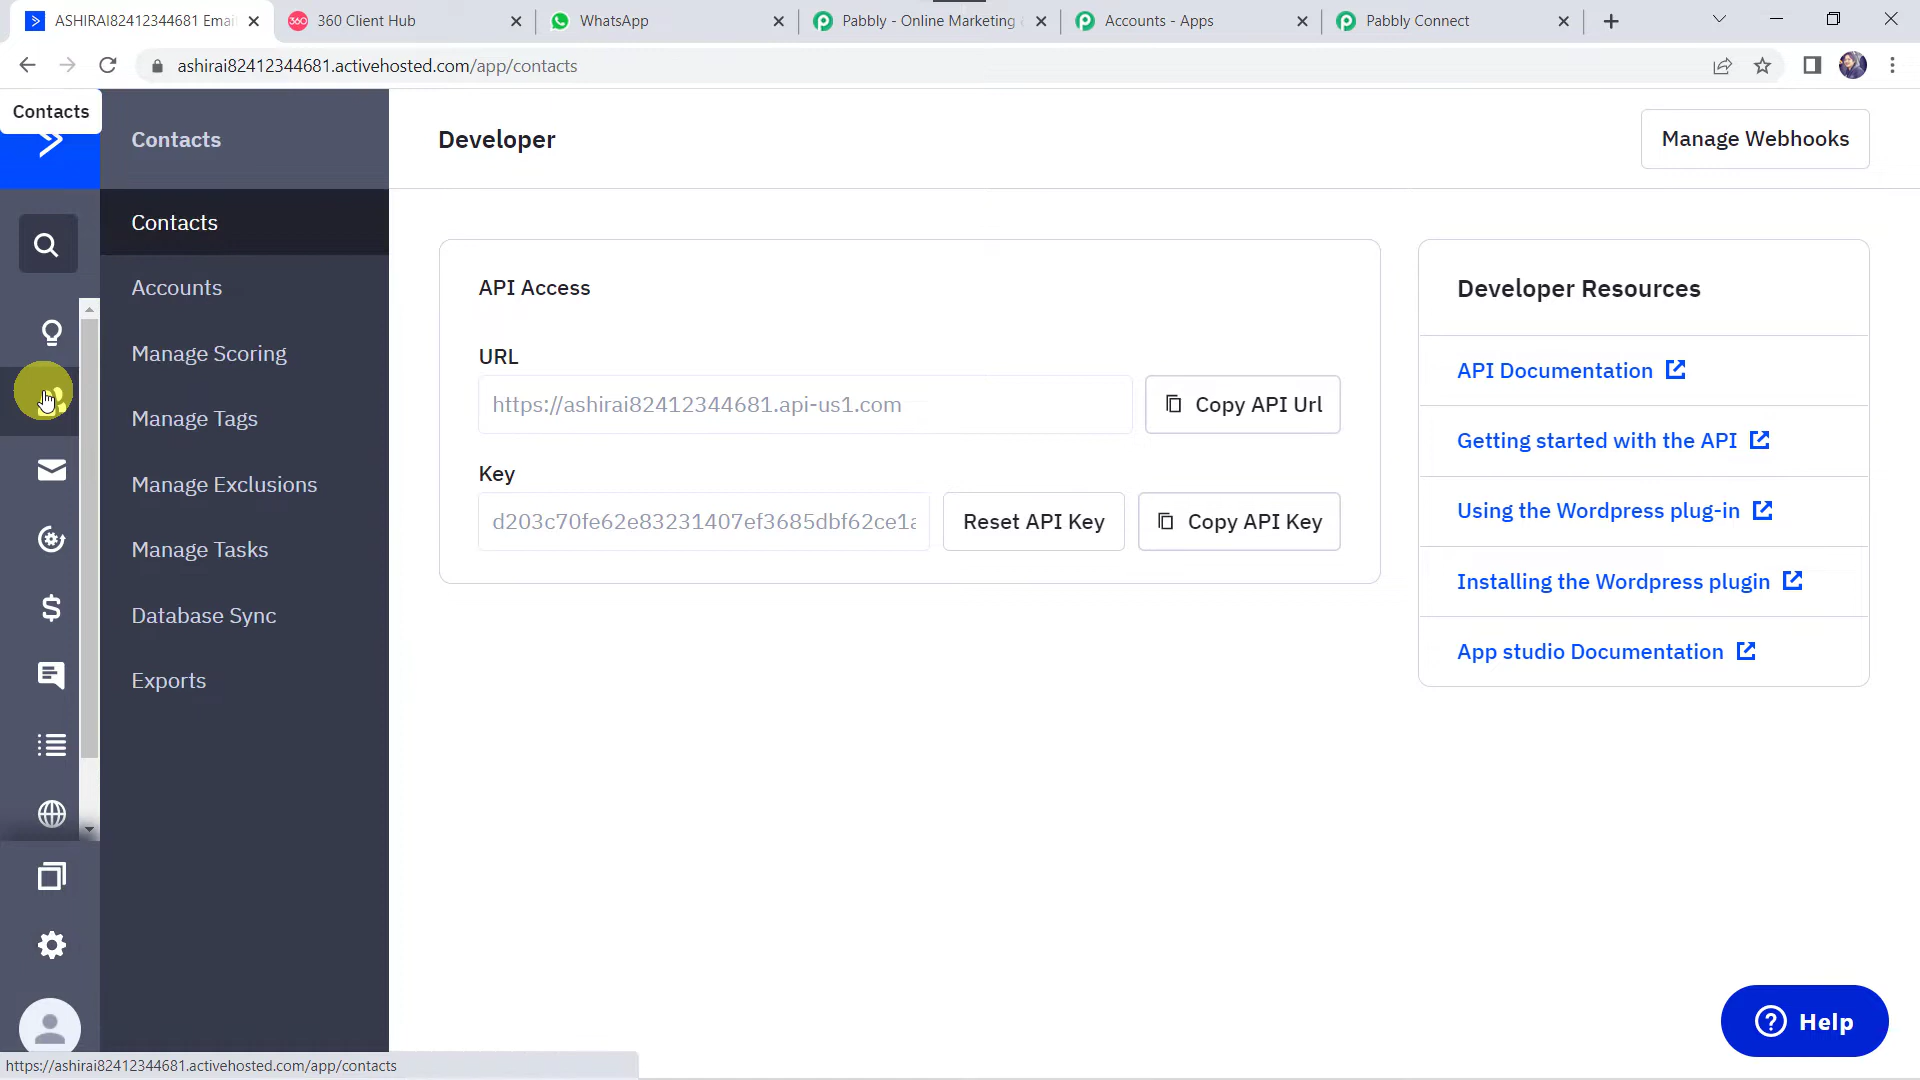 ASHIRAI82412344681 Emai
360 Client Hub
WhatsApp
Pabbly - Online Marketing
Accounts - Apps
Pabbly Connect
ashirai82412344681.activehosted.com/app/contacts
Contacts
Contacts
Contacts
Accounts
Manage Scoring
Manage Tags
Manage Exclusions
Manage Tasks
Database Sync
Exports
Developer
Manage Webhooks
API Access
URL
https://ashirai82412344681.api-us1.com
Copy API Url
Key
d203c70fe62e83231407ef3685dbf62ce1a
Reset API Key
Copy API Key
Developer Resources
API Documentation
Getting started with the API
Using the Wordpress plug-in
Installing the Wordpress plugin
App studio Documentation
Help
https://ashirai82412344681.activehosted.com/app/contacts